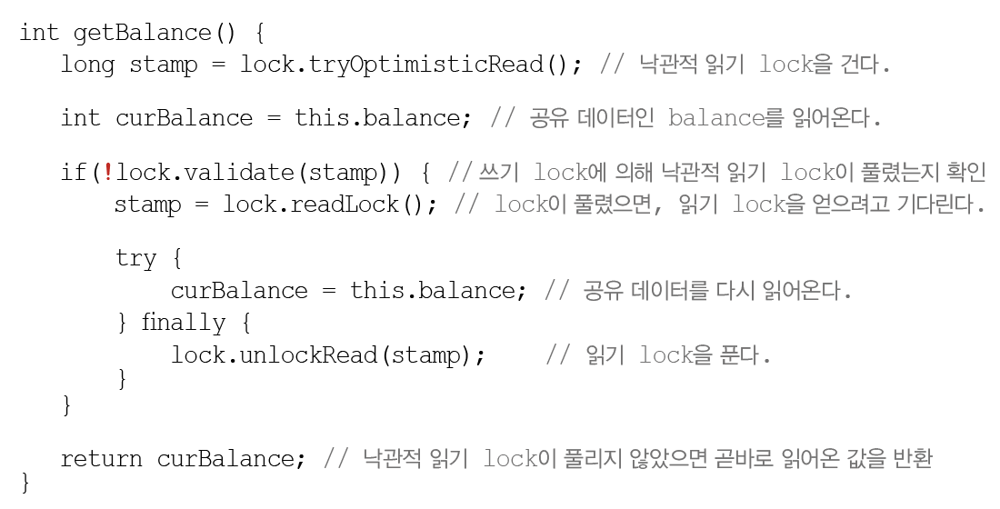 int getBalance() {
long stamp = lock.tryOptimisticRead(); // 낙관적 읽기 lock을 건다.
int curBalance = this.balance; // 공유 데이터인 balance를 읽어온다.
if(!lock.validate(stamp)) { // 쓰기 lock에 의해 낙관적 읽기 lock이 풀렸는지 확인
stamp = lock.readLock(); // lock이 풀렸으면, 읽기 lock을 얻으려고 기다린다.
try {
curBalance = this.balance; // 공유 데이터를 다시 읽어온다.
} finally {
lock.unlockRead(stamp); // 읽기 lock을 푼다.
}
}
return curBalance; // 낙관적 읽기 lock이 풀리지 않았으면 곧바로 읽어온 값을 반환
}